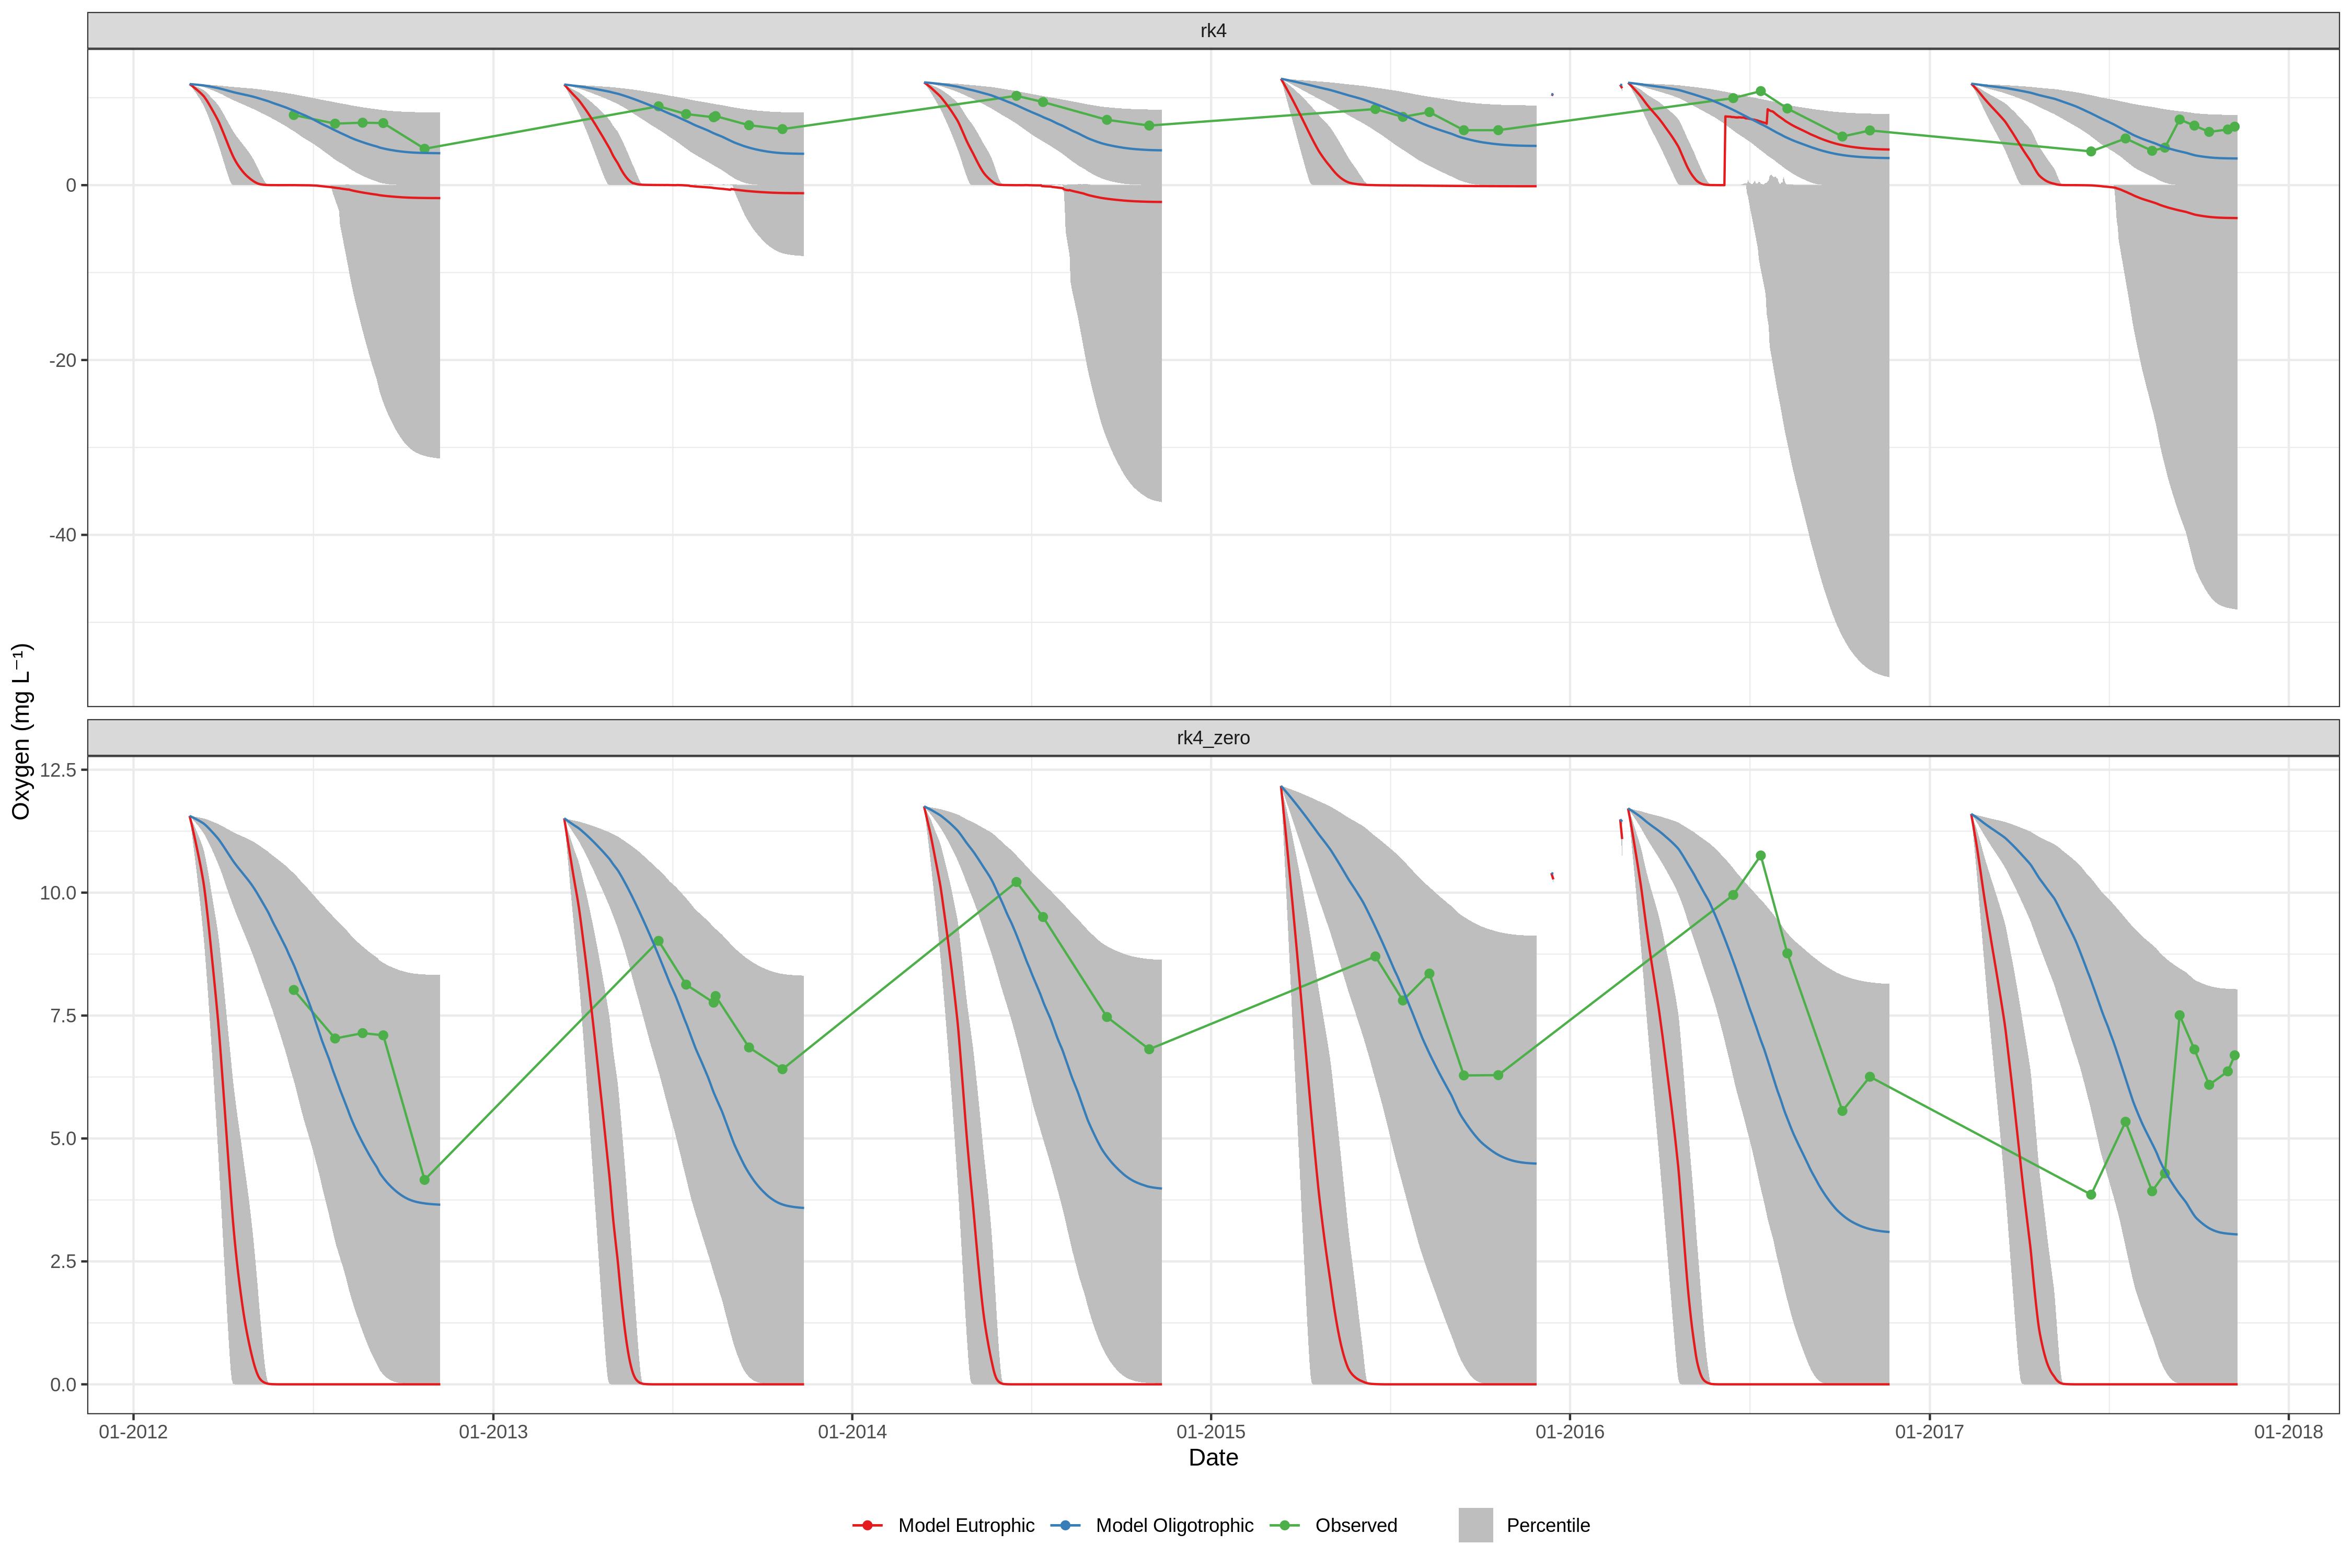 rk4
0
-20
-40
rk4_zero
Oxygen (mg L⁻¹)
12.5
10.0
7.5
5.0
2.5
0.0
01-2012 01-2013 01-2014 01-2015 01-2016 01-2017 01-2018
Date
Model Eutrophic Model Oligotrophic Observed Percentile